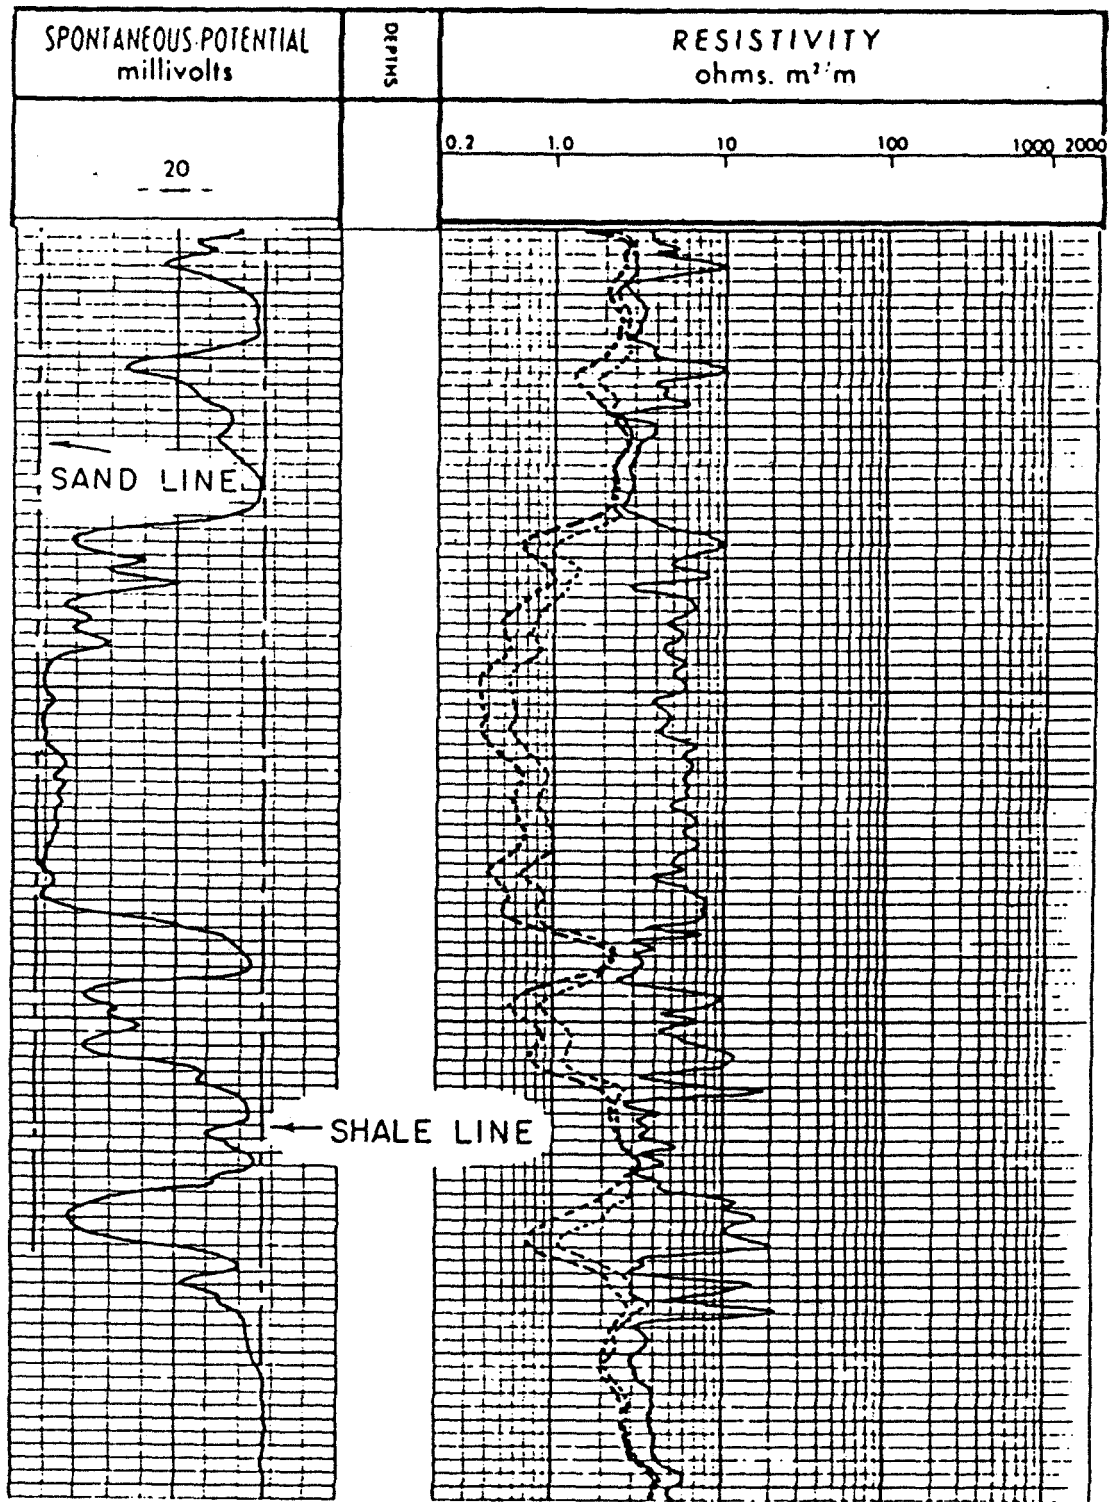 SPONTANEOUS POTENTIAL
millivolts
DEPTHS
RESISTIVITY
ohms. m²/m
20
0.2 1.0 10 100 1000 2000
SAND LINE
SHALE LINE